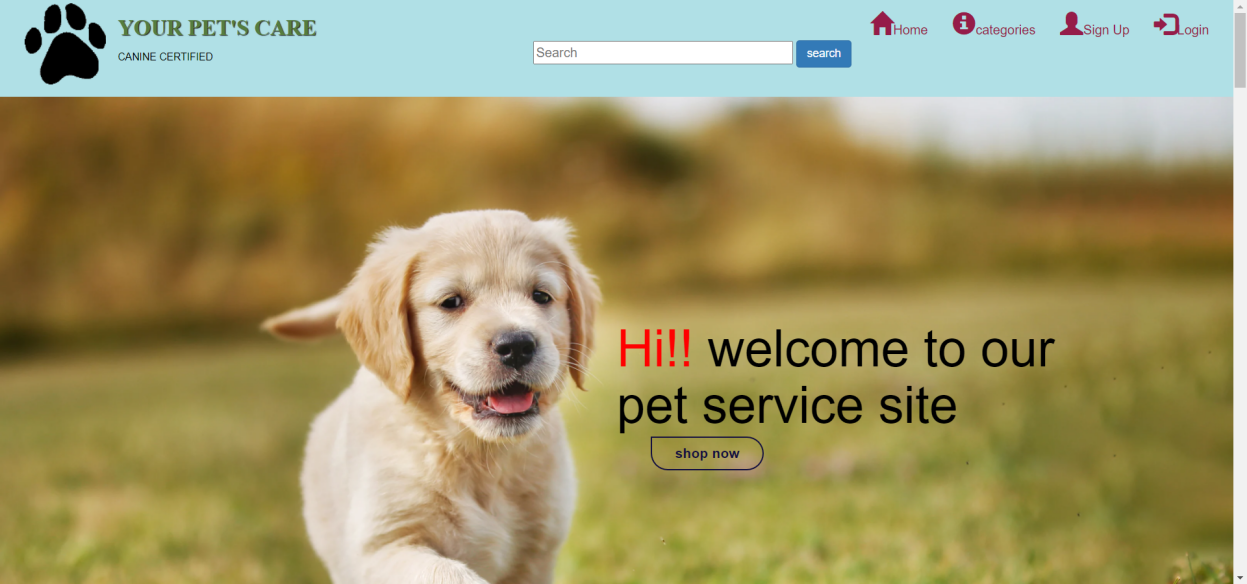 YOUR PET'S CARE
CANINE CERTIFIED
Search
search
Home
categories
Sign Up
Login
Hi!! welcome to our
pet service site
shop now